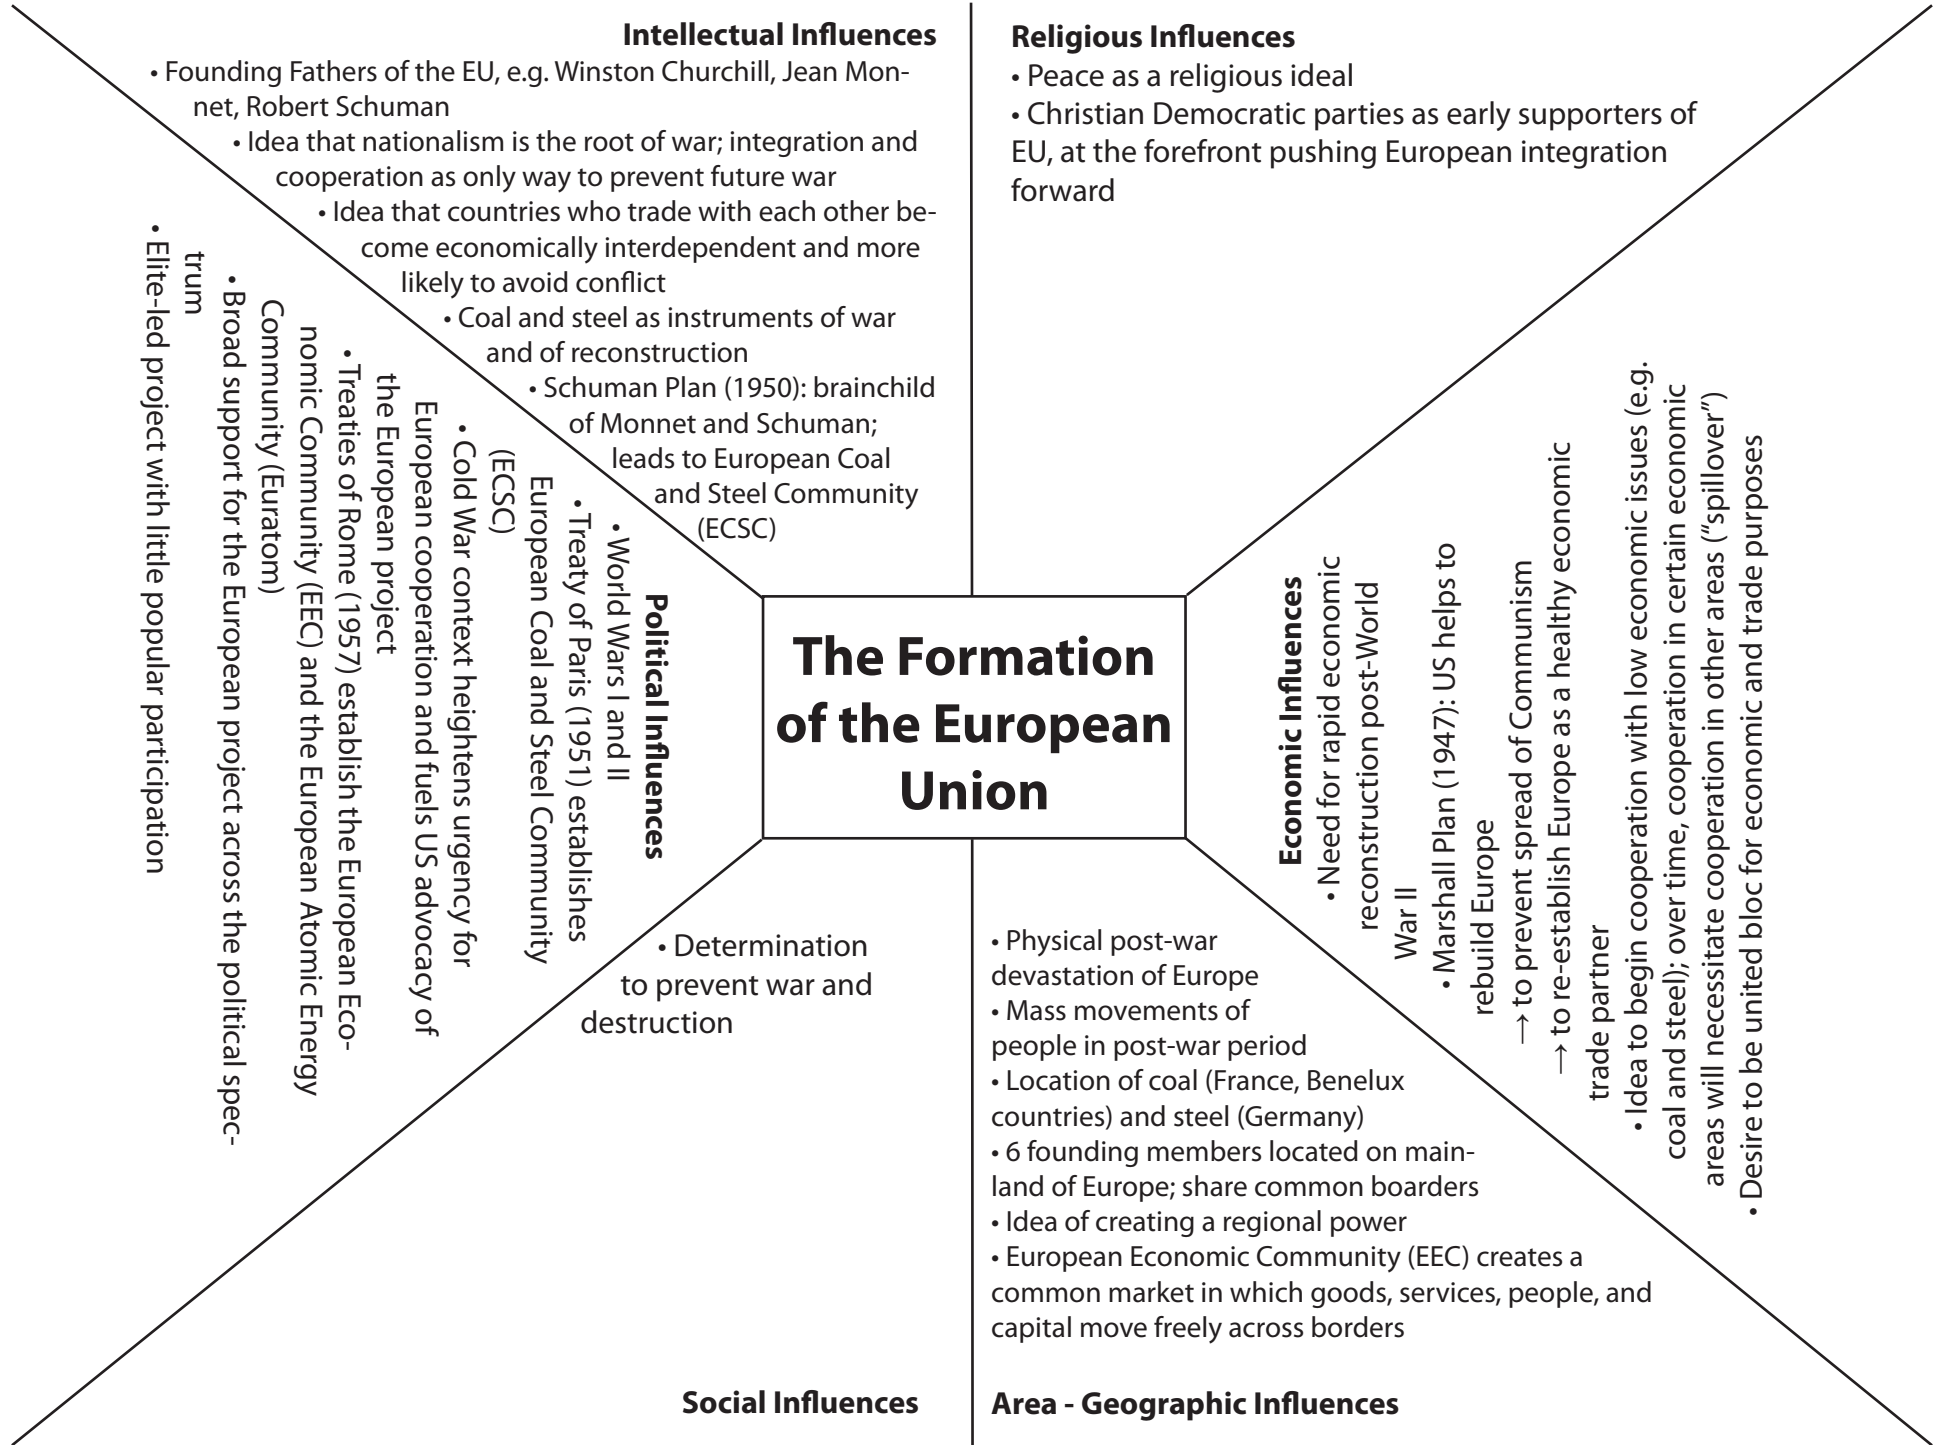 Intellectual Influences
• Founding Fathers of the EU, e.g. Winston Churchill, Jean Mon-
net, Robert Schuman
• Idea that nationalism is the root of war; integration and
cooperation as only way to prevent future war
• Idea that countries who trade with each other be-
come economically interdependent and more
likely to avoid conflict
• Coal and steel as instruments of war
and of reconstruction
• Schuman Plan (1950): brainchild
of Monnet and Schuman;
leads to European Coal
and Steel Community
(ECSC)
Religious Influences
• Peace as a religious ideal
• Christian Democratic parties as early supporters of
EU, at the forefront pushing European integration
forward
Political Influences
• World Wars I and II
• Treaty of Paris (1951) establishes
European Coal and Steel Community
(ECSC)
• Cold War context heightens urgency for
European cooperation and fuels US advocacy of
the European project
• Treaties of Rome (1957) establish the European Eco-
nomic Community (EEC) and the European Atomic Energy
Community (Euratom)
• Broad support for the European project across the political spec-
trum
• Elite-led project with little popular participation
The Formation
of the European
Union
Economic Influences
• Need for rapid economic
reconstruction post-World
War II
• Marshall Plan (1947): US helps to
rebuild Europe
→ to prevent spread of Communism
→ to re-establish Europe as a healthy economic
trade partner
• Idea to begin cooperation with low economic issues (e.g.
coal and steel); over time, cooperation in certain economic
areas will necessitate cooperation in other areas (“spillover”)
• Desire to be united bloc for economic and trade purposes
• Determination
to prevent war and
destruction
Social Influences
• Physical post-war
devastation of Europe
• Mass movements of
people in post-war period
• Location of coal (France, Benelux
countries) and steel (Germany)
• 6 founding members located on main-
land of Europe; share common boarders
• Idea of creating a regional power
• European Economic Community (EEC) creates a
common market in which goods, services, people, and
capital move freely across borders
Area - Geographic Influences